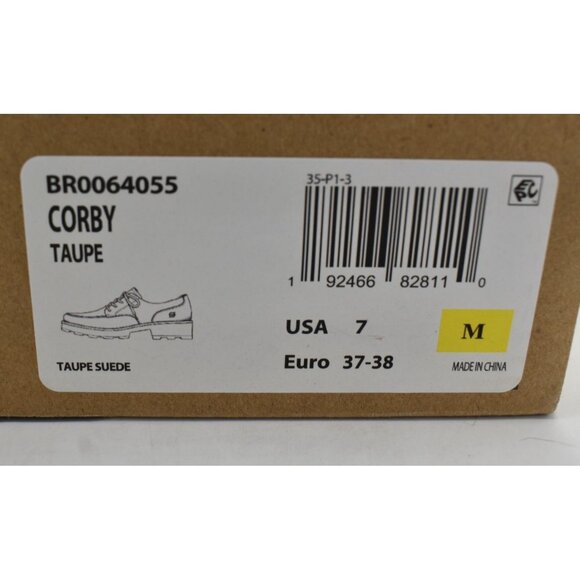 BR0064055
CORBY
TAUPE
TAUPE SUEDE
35-P1-3
1 92466 82811 0
USA 7
Euro 37-38
M
MADE IN CHINA